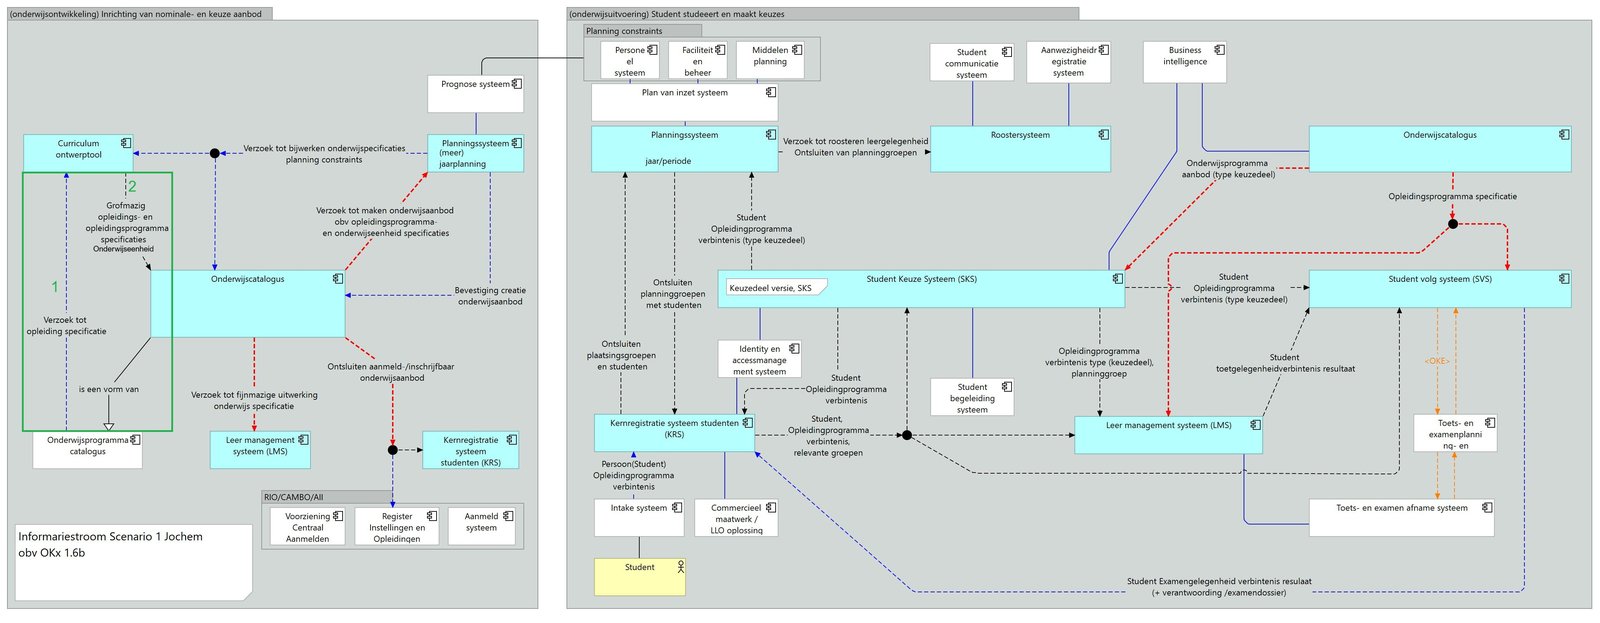 (onderwijsontwikkeling) Inrichting van nominale- en keuze aanbod
Prognose systeem
Curriculum
ontwerptool
Verzoek tot bijwerken onderwijspecificaties
planning constraints
Planningssysteem
(meer)
jaarplanning
2
Grofmazig
opleidings- en
opleidingsprogramma
specificaties
Onderwijseenheid
Verzoek tot maken onderwijsaanbod
obv opleidingsprogramma-
en onderwijseenheid specificaties
1
Verzoek tot
opleiding specificatie
Onderwijscatalogus
Bevestiging creatie
onderwijsaanbod
is een vorm van
Ontsluiten aanmeld-/inschrijfbaar
onderwijsaanbod
Verzoek tot fijnmazige uitwerking
onderwijs specificatie
Onderwijsprogramma
catalogus
Leer management
systeem (LMS)
Kernregistratie
systeem
studenten (KRS)
RIO/CAMBO/All
Voorziening
Centraal
Aanmelden
Register
Instellingen en
Opleidingen
Aanmeld
systeem
Informariestroom Scenario 1 Jochem
obv OKx 1.6b
(onderwijsuitvoering) Student studeeert en maakt keuzes
Planning constraints
Persone
el
systeem
Faciliteit
en
beheer
Middelen
planning
Plan van inzet systeem
Student
communicatie
systeem
Aanwezigheidr
egistratie
systeem
Business
intelligence
Planningssysteem
jaar/periode
Verzoek tot roosteren leergelegenheid
Ontsluiten van planninggroepen
Roostersysteem
Onderwijscatalogus
Onderwijsprogramma
aanbod (type keuzedeel)
Opleidingsprogramma specificatie
Student
Opleidingprogramma
verbintenis (type keuzedeel)
Student Keuze Systeem (SKS)
Keuzedeel versie, SKS
Student
Opleidingprogramma
verbintenis (type keuzedeel)
Student volg systeem (SVS)
Ontsluiten
planninggroepen
met studenten
Ontsluiten
plaatsingsgroepen
en studenten
Identity en
accessmanage
ment systeem
Opleidingprogramma
verbintenis type (keuzedeel),
planninggroep
Student
toetgelegenheidverbintenis resultaat
<OKE>
Student
Opleidingprogramma
verbintenis
Student
begeleiding
systeem
Kernregistratie systeem studenten
(KRS)
Student,
Opleidingprogramma
verbintenis,
relevante groepen
Leer management systeem (LMS)
Toets- en
examenplanni
ng- en
Persoon(Student)
Opleidingprogramma
verbintenis
Intake systeem
Commercieel
maatwerk /
LLO oplossing
Toets- en examen afname systeem
Student
Student Examengelegenheid verbintenis resulaat
(+ verantwoording /examendossier)